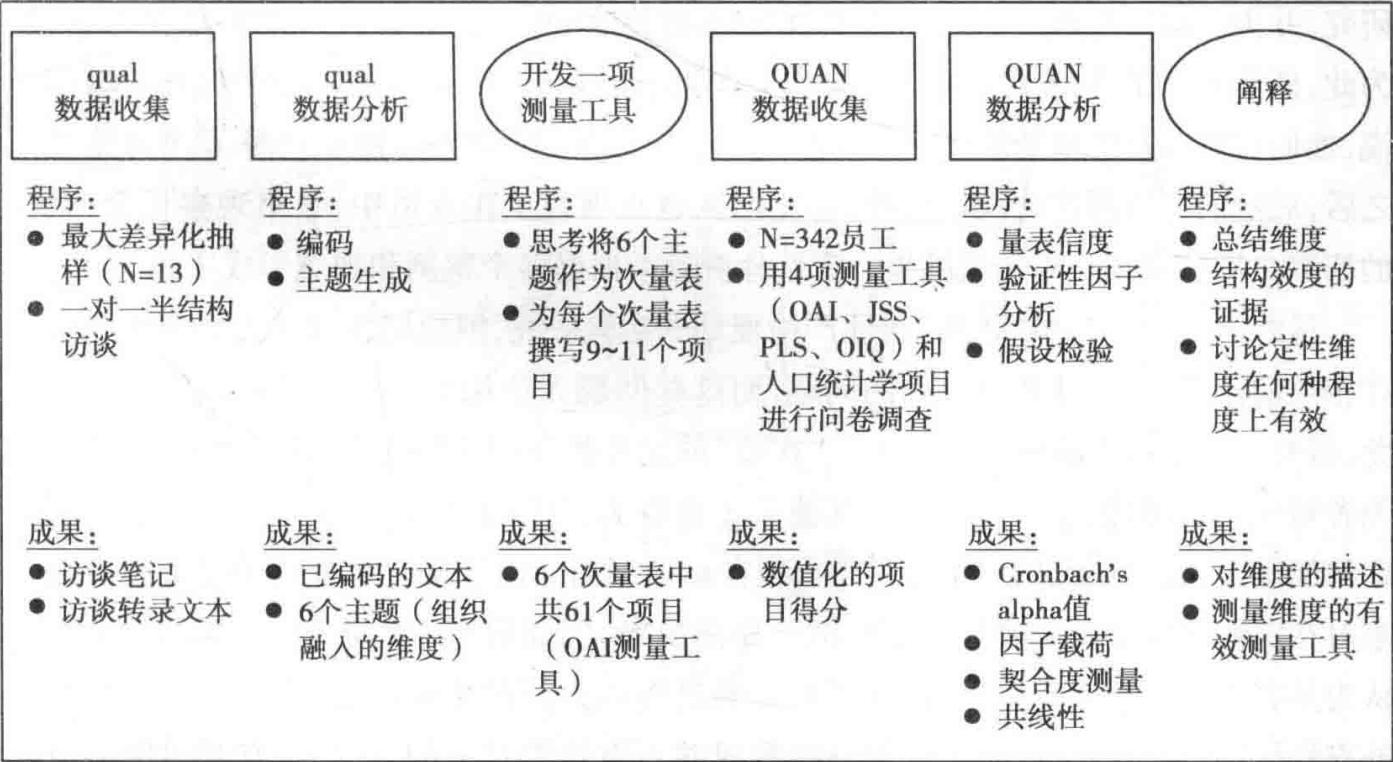 qual
数据收集
qual
数据分析
开发一项
测量工具
QUAN
数据收集
QUAN
数据分析
阐释
程序：
● 最大差异化抽
样（N=13）
● 一对一半结构
访谈
程序：
● 编码
● 主题生成
程序：
● 思考将6个主
题作为次量表
● 为每个次量表
撰写9~11个项
目
程序：
● N=342员工
● 用4项测量工具
（OAI、JSS、
PLS、OIQ）和
人口统计学项目
进行问卷调查
程序：
● 量表信度
● 验证性因子
分析
● 假设检验
程序：
● 总结维度
● 结构效度的
证据
● 讨论定性维
度在何种程
度上有效
成果：
● 访谈笔记
● 访谈转录文本
成果：
● 已编码的文本
● 6个主题（组织
融入的维度）
成果：
● 6个次量表中
共61个项目
（OAI测量工
具）
成果：
● 数值化的项
目得分
成果：
● Cronbach's
alpha值
● 因子载荷
● 契合度测量
● 共线性
成果：
● 对维度的描述
● 测量维度的有
效测量工具